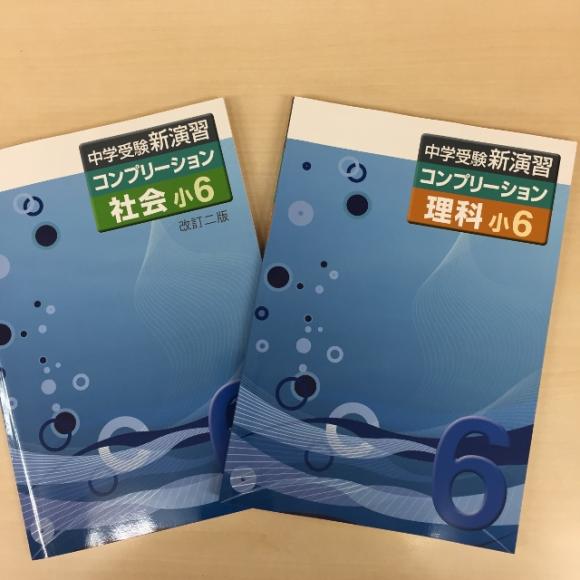 中学受験新演習
コンプリーション
社会 小6
改訂二版
中学受験新演習
コンプリーション
理科 小6
6